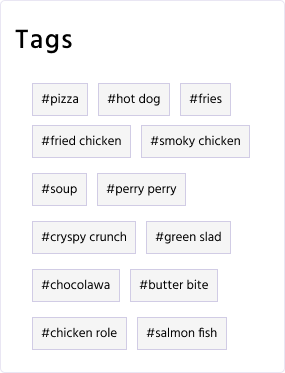 Tags
#pizza #hot dog #fries
#fried chicken #smoky chicken
#soup #perry perry
#cryspy crunch #green slad
#chocolawa #butter bite
#chicken role #salmon fish